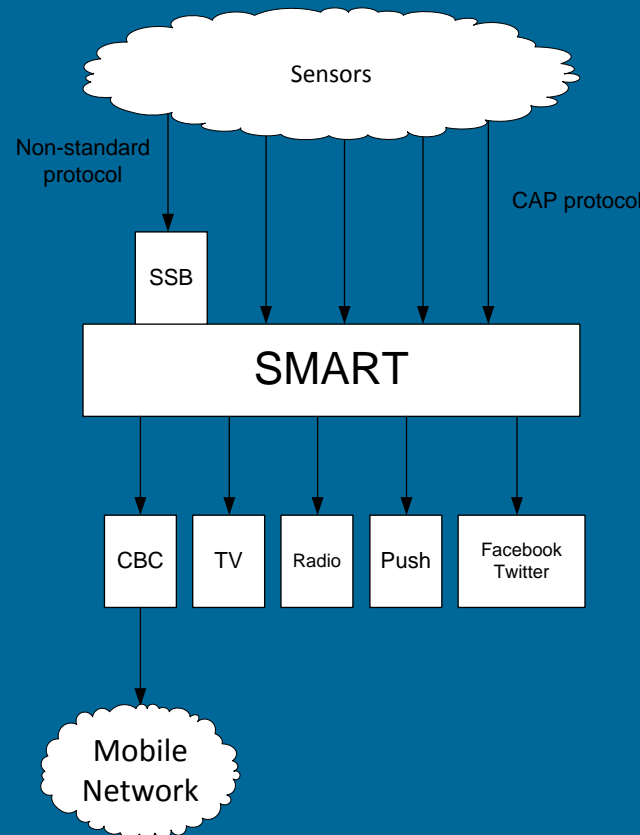 Sensors
Non-standard
protocol
CAP protocol
SSB
SMART
CBC
TV
Radio
Push
Facebook
Twitter
Mobile
Network